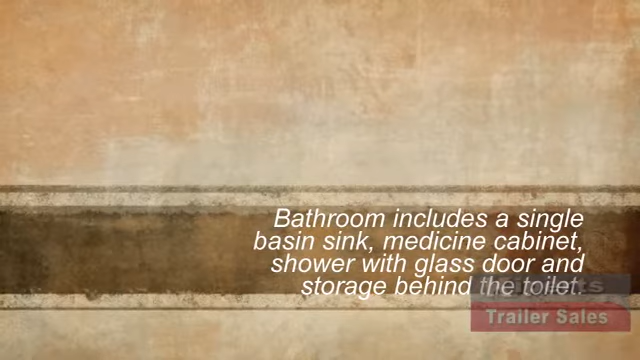 Bathroom includes a single
basin sink, medicine cabinet,
shower with glass door and
storage behind the toilet.
Trailer Sales